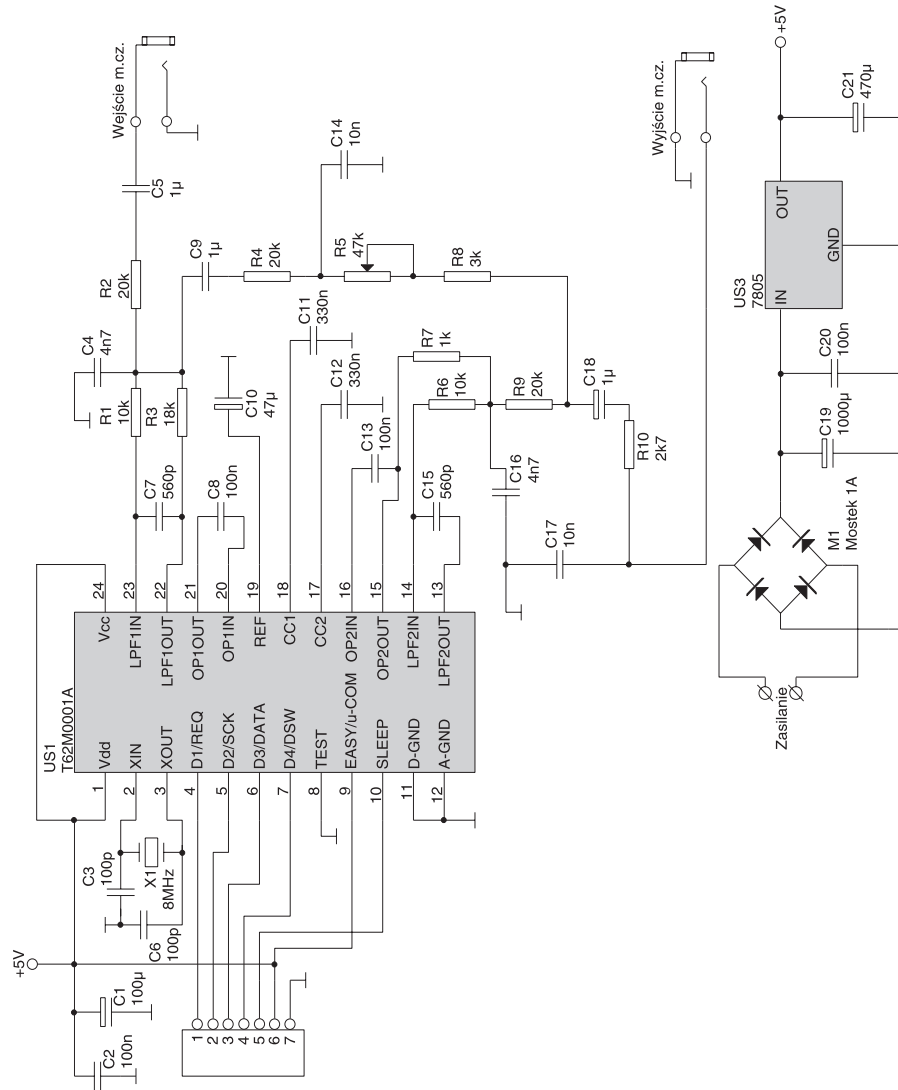 +5V
C2
100n
C1
100µ
C6
100p
C3
100p
X1
8MHz
1
2
3
4
5
6
7
US1
T62M0001A
1
2
3
4
5
6
7
8
9
10
11
12
Vdd
XIN
XOUT
D1/REQ
D2/SCK
D3/DATA
D4/DSW
TEST
EASY/u-COM
SLEEP
D-GND
A-GND
Vcc
LPF1IN
LPF1OUT
OP1OUT
OP1IN
REF
CC1
CC2
OP2IN
OP2OUT
LPF2IN
LPF2OUT
24
23
22
21
20
19
18
17
16
15
14
13
C7
560p
C8
100n
R1
10k
R3
18k
C4
4n7
R2
20k
C5
1µ
Wejście m.cz.
C10
47µ
C9
1µ
R4
20k
C14
10n
R5
47k
R8
3k
C11
330n
C12
330n
C13
100n
R7
1k
R6
10k
R9
20k
C15
560p
C16
4n7
C17
10n
C18
1µ
R10
2k7
Wyjście m.cz.
Zasilanie
M1
Mostek 1A
C19
1000µ
C20
100n
US3
7805
IN
OUT
GND
C21
470µ
+5V